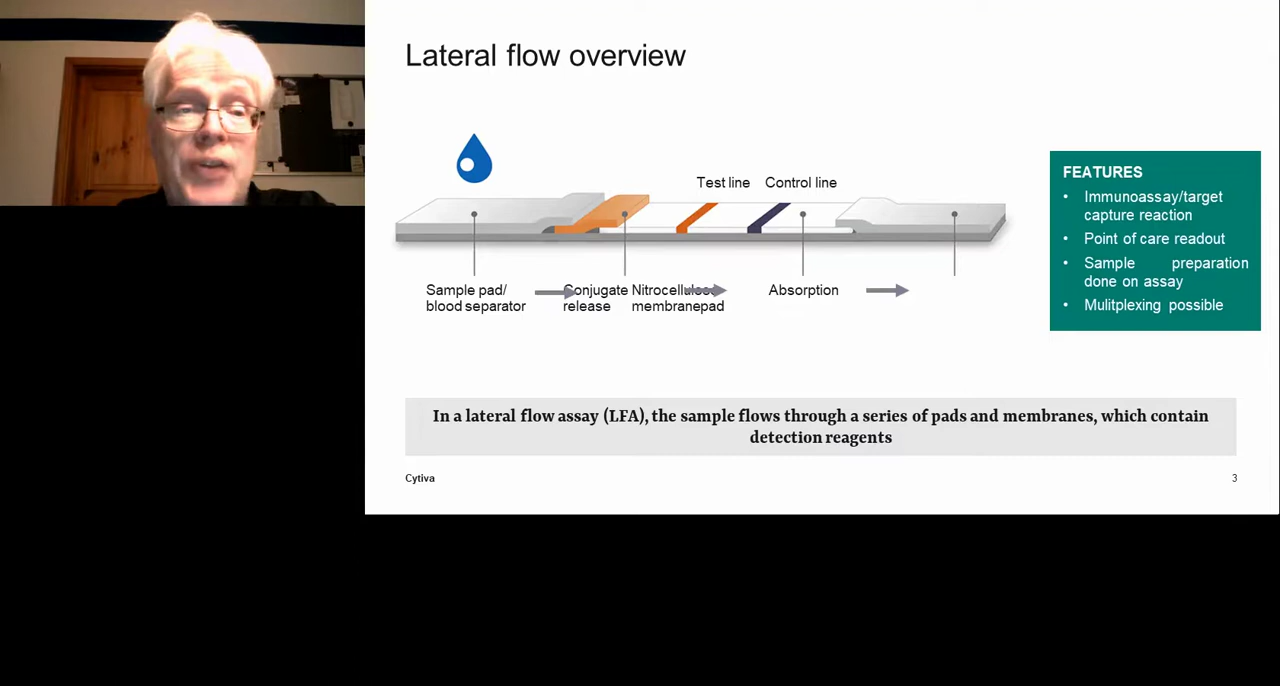 Lateral flow overview
Test line Control line
Sample pad/
blood separator
Conjugate
release
Nitrocellulose
membranepad
Absorption
FEATURES
• Immunoassay/target
capture reaction
• Point of care readout
• Sample preparation
done on assay
• Mulitplexing possible
In a lateral flow assay (LFA), the sample flows through a series of pads and membranes, which contain
detection reagents
Cytiva
3